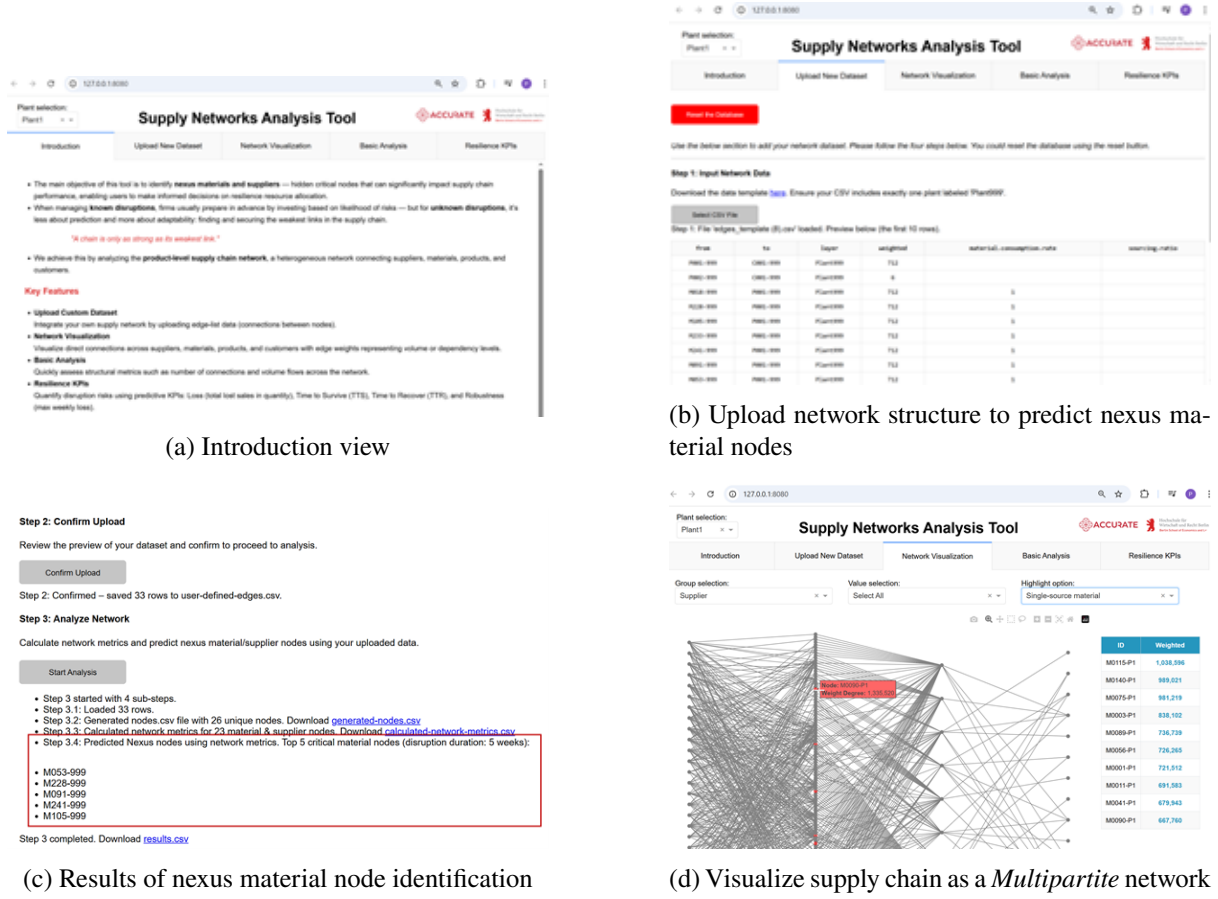 127.0.0.1:8080
Plant selection:
Plant1
Supply Networks Analysis Tool
ACCURATE
Introduction
Upload New Dataset
Network Visualization
Basic Analysis
Resilience KPIs
• The main objective of this tool is to identify nexus materials and suppliers — hidden critical nodes that can significantly impact supply chain
performance, enabling users to make informed decisions on resilience resource allocation.
• When managing known disruptions, firms usually prepare in advance by investing based on likelihood of risks — but for unknown disruptions, it's
less about prediction and more about adaptability: finding and securing the weakest links in the supply chain.
"A chain is only as strong as its weakest link."
• We achieve this by analyzing the product-level supply chain network, a heterogeneous network connecting suppliers, materials, products, and
customers.
Key Features
• Upload Custom Dataset
Integrate your own supply network by uploading edge-list data (connections between nodes).
• Network Visualization
Visualize direct connections across suppliers, materials, products, and customers with edge weights representing volume or dependency levels.
• Basic Analysis
Quickly assess structural metrics such as number of connections and volume flows across the network.
• Resilience KPIs
Quantify disruption risks using predictive KPIs: Loss (total lost sales in quantity), Time to Survive (TTS), Time to Recover (TTR), and Robustness
(max weekly loss).
(a) Introduction view
127.0.0.1:8080
Plant selection:
Plant1
Supply Networks Analysis Tool
ACCURATE
Introduction
Upload New Dataset
Network Visualization
Basic Analysis
Resilience KPIs
Reset the Database
Use the below section to add your network dataset. Please follow the four steps below. You could reset the database using the reset button.
Step 1: Input Network Data
Download the data template here. Ensure your CSV includes exactly one plant labeled 'Plant999'.
Select CSV File
Step 1: File 'edges_template (8).csv' loaded. Preview below (the first 10 rows).
from to layer weighted material.consumption.rate sourcing.ratio
(b) Upload network structure to predict nexus ma-
terial nodes
Step 2: Confirm Upload
Review the preview of your dataset and confirm to proceed to analysis.
Confirm Upload
Step 2: Confirmed – saved 33 rows to user-defined-edges.csv.
Step 3: Analyze Network
Calculate network metrics and predict nexus material/supplier nodes using your uploaded data.
Start Analysis
• Step 3 started with 4 sub-steps.
• Step 3.1: Loaded 33 rows.
• Step 3.2: Generated nodes.csv file with 26 unique nodes. Download generated-nodes.csv
• Step 3.3: Calculated network metrics for 23 material & supplier nodes. Download calculated-network-metrics.csv
• Step 3.4: Predicted Nexus nodes using network metrics. Top 5 critical material nodes (disruption duration: 5 weeks):
• M053-999
• M228-999
• M091-999
• M241-999
• M105-999
Step 3 completed. Download results.csv
(c) Results of nexus material node identification
127.0.0.1:8080
Plant selection:
Plant1
Supply Networks Analysis Tool
ACCURATE
Introduction
Upload New Dataset
Network Visualization
Basic Analysis
Resilience KPIs
Group selection:
Supplier
Value selection:
Select All
Highlight option:
Single-source material
Node: M0090-P1
Weight Degree: 1,335,520
ID Weighted
M0115-P1 1,038,596
M0140-P1 989,021
M0075-P1 981,219
M0003-P1 838,102
M0089-P1 736,739
M0056-P1 726,265
M0001-P1 721,512
M0011-P1 691,583
M0041-P1 679,943
M0090-P1 667,760
(d) Visualize supply chain as a Multipartite network